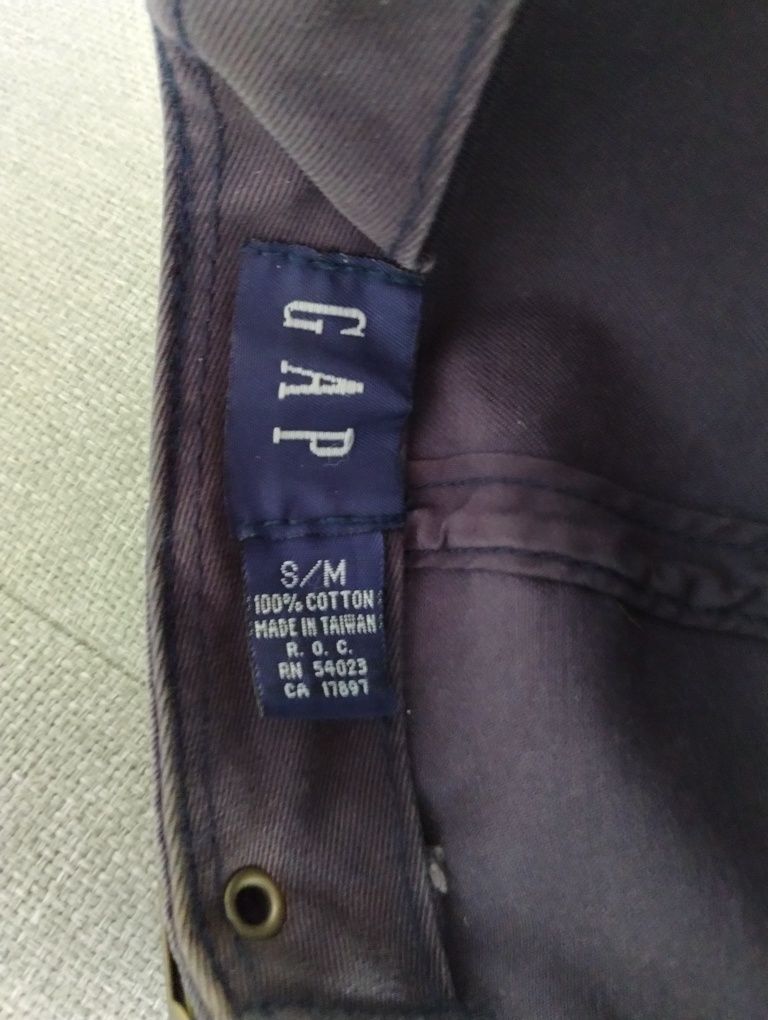 GAP
S/M
100% COTTON
MADE IN TAIWAN
R. O. C.
RN 54023
CA 17897